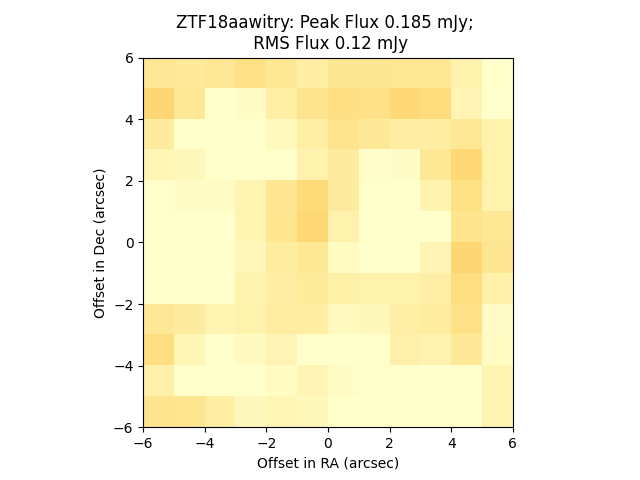 ZTF18aawitry: Peak Flux 0.185 mJy;
RMS Flux 0.12 mJy
6
4
2
0
−2
−4
−6
Offset in Dec (arcsec)
−6 −4 −2 0 2 4 6
Offset in RA (arcsec)